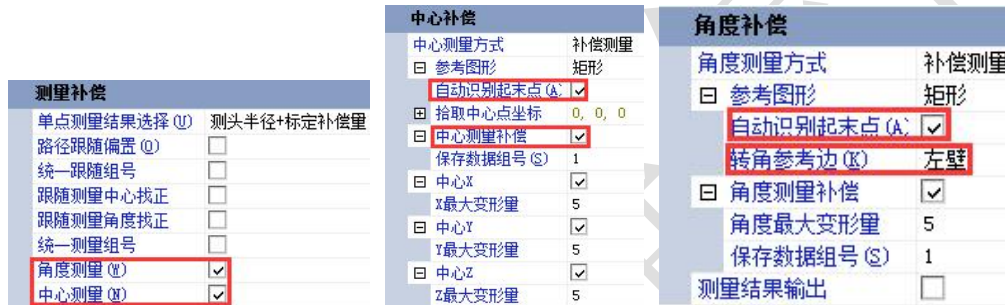 测量补偿
单点测量结果选择(U) 测头半径+标定补偿量
路径跟随偏置(Q)
统一跟随组号
跟随测量中心找正
跟随测量角度找正
统一测量组号
角度测量(W)
中心测量(N)
中心补偿
中心测量方式 补偿测量
参考图形 矩形
自动识别起末点(A)
拾取中心点坐标 0, 0, 0
中心测量补偿
保存数据组号(S) 1
中心X
X最大变形量 5
中心Y
Y最大变形量 5
中心Z
Z最大变形量 5
角度补偿
角度测量方式 补偿测量
参考图形 矩形
自动识别起末点(A)
转角参考边(K) 左壁
角度测量补偿
角度最大变形量 5
保存数据组号(S) 1
测量结果输出